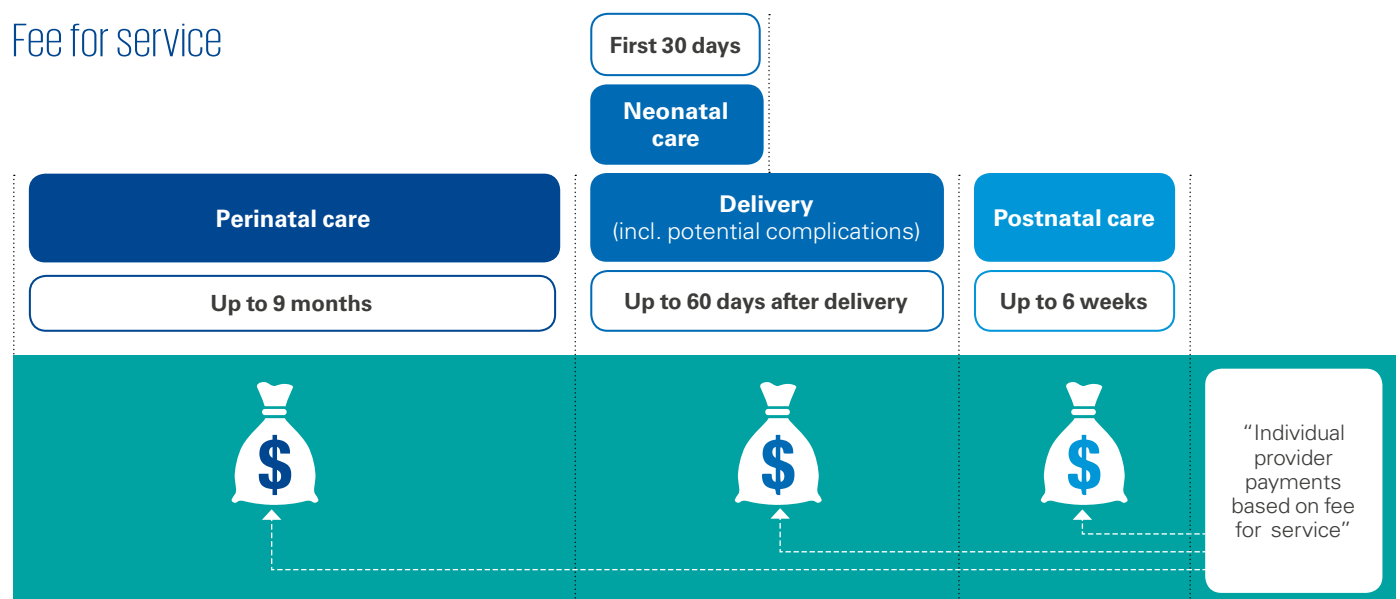 Fee for service
First 30 days
Neonatal
care
Perinatal care
Delivery
(incl. potential complications)
Postnatal care
Up to 9 months
Up to 60 days after delivery
Up to 6 weeks
$
$
$
“Individual
provider
payments
based on fee
for service”